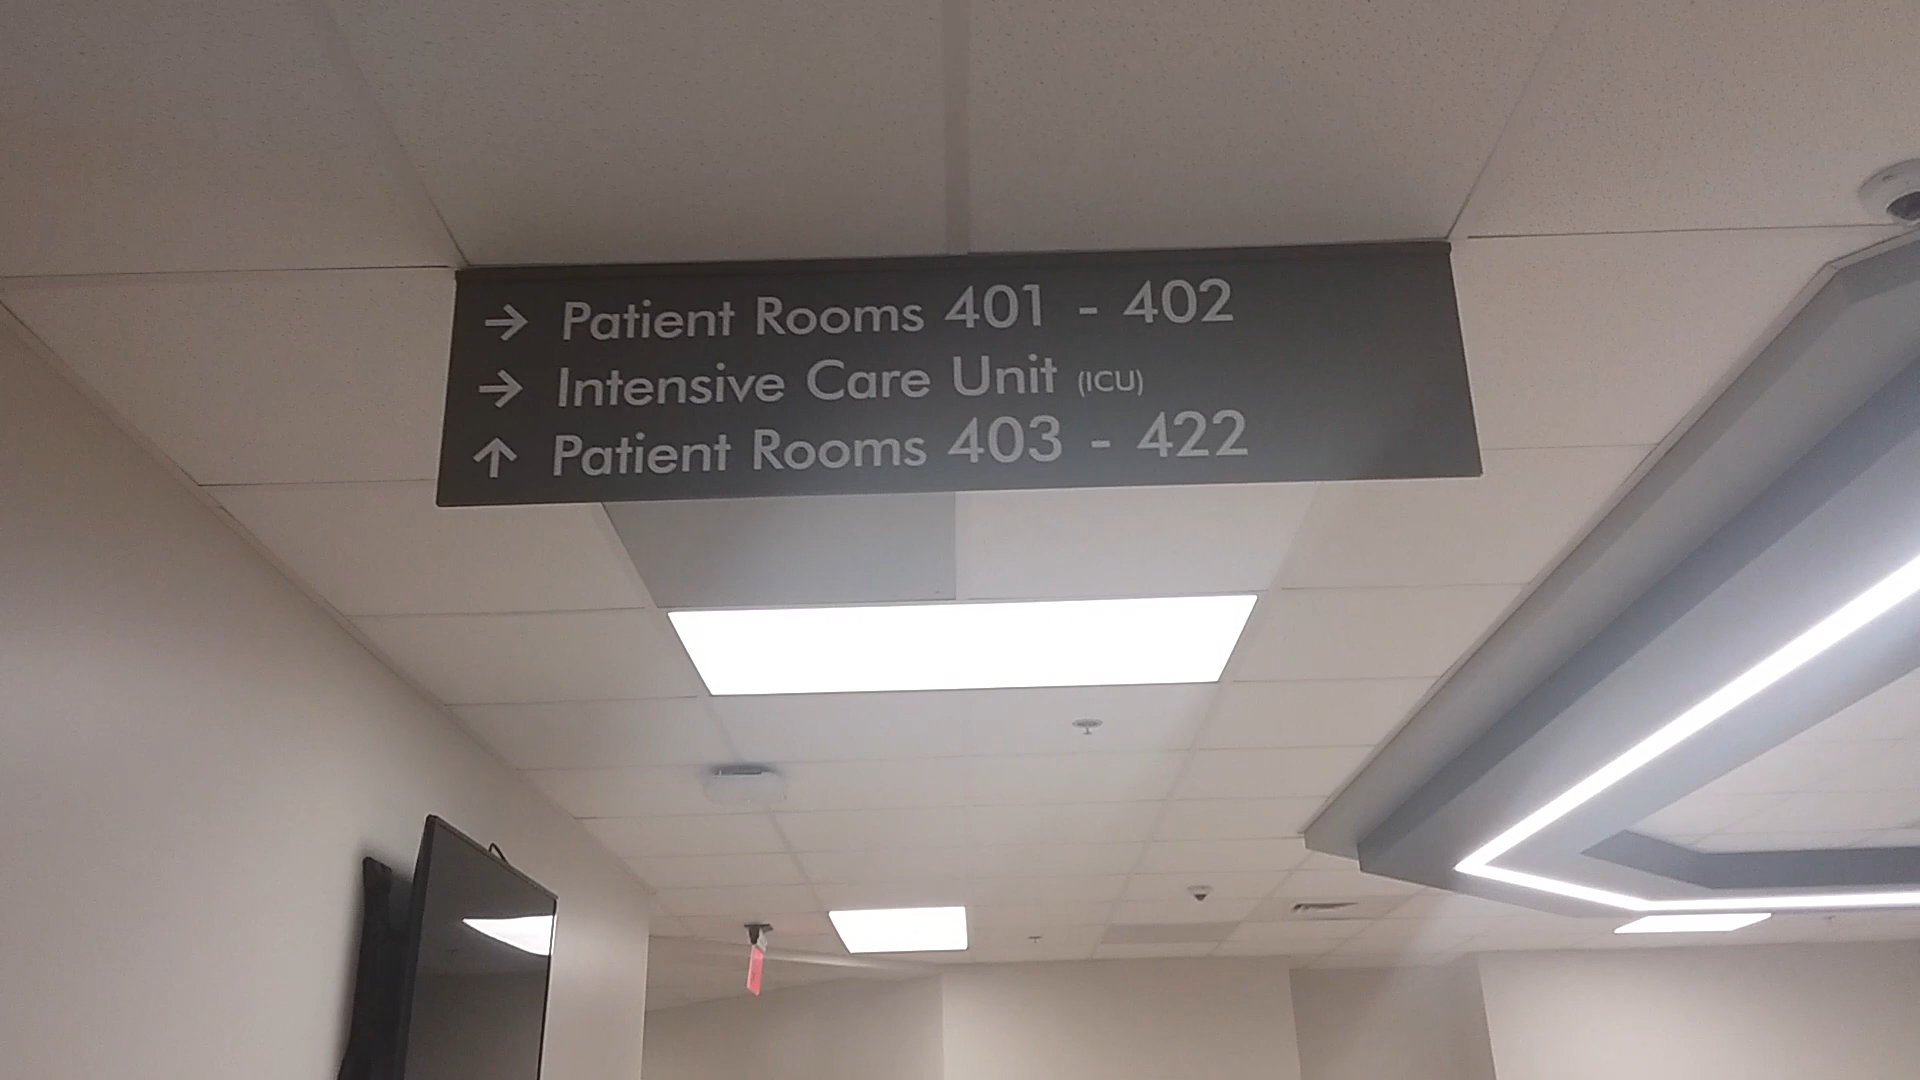 → Patient Rooms 401 - 402
→ Intensive Care Unit (ICU)
↑ Patient Rooms 403 - 422